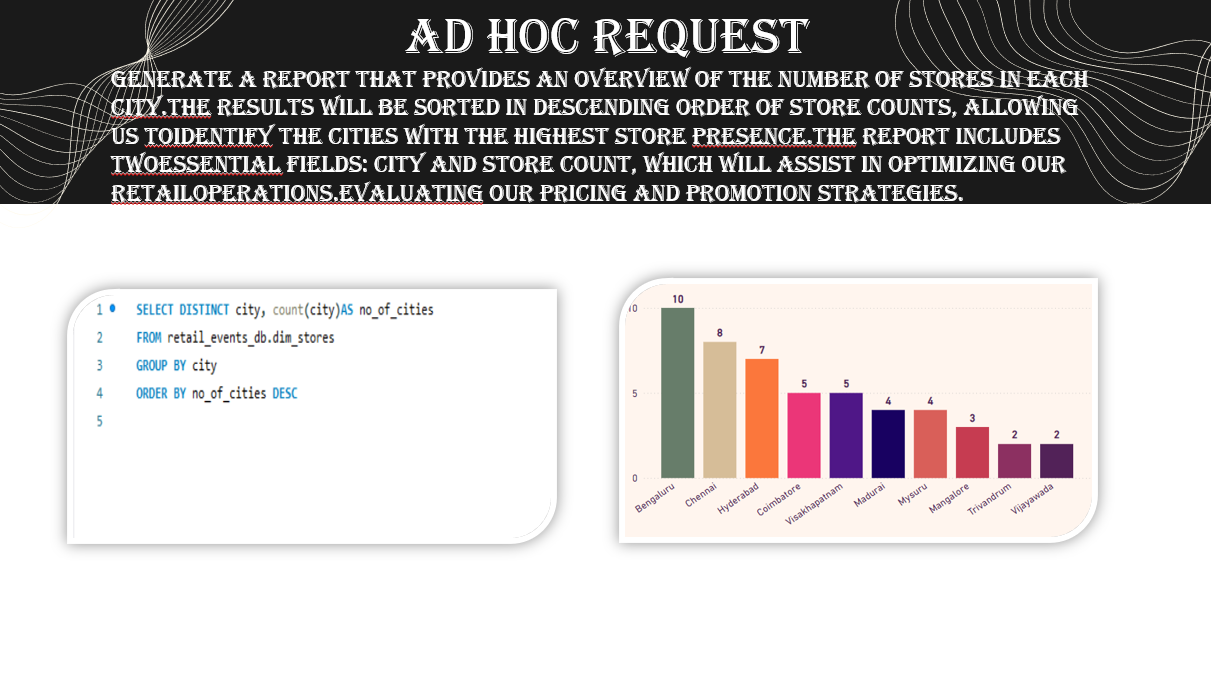 AD HOC REQUEST
GENERATE A REPORT THAT PROVIDES AN OVERVIEW OF THE NUMBER OF STORES IN EACH
CITY.THE RESULTS WILL BE SORTED IN DESCENDING ORDER OF STORE COUNTS, ALLOWING
US TOIDENTIFY THE CITIES WITH THE HIGHEST STORE PRESENCE.THE REPORT INCLUDES
TWOESSENTIAL FIELDS: CITY AND STORE COUNT, WHICH WILL ASSIST IN OPTIMIZING OUR
RETAILOPERATIONS.EVALUATING OUR PRICING AND PROMOTION STRATEGIES.
1 SELECT DISTINCT city, count(city)AS no_of_cities
2 FROM retail_events_db.dim_stores
3 GROUP BY city
4 ORDER BY no_of_cities DESC
5
10 8 7 5 5 4 4 3 2 2
5
0
Bengaluru Chennai Hyderabad Coimbatore Visakhapatnam Madurai Mysuru Mangalore Trivandrum Vijayawada